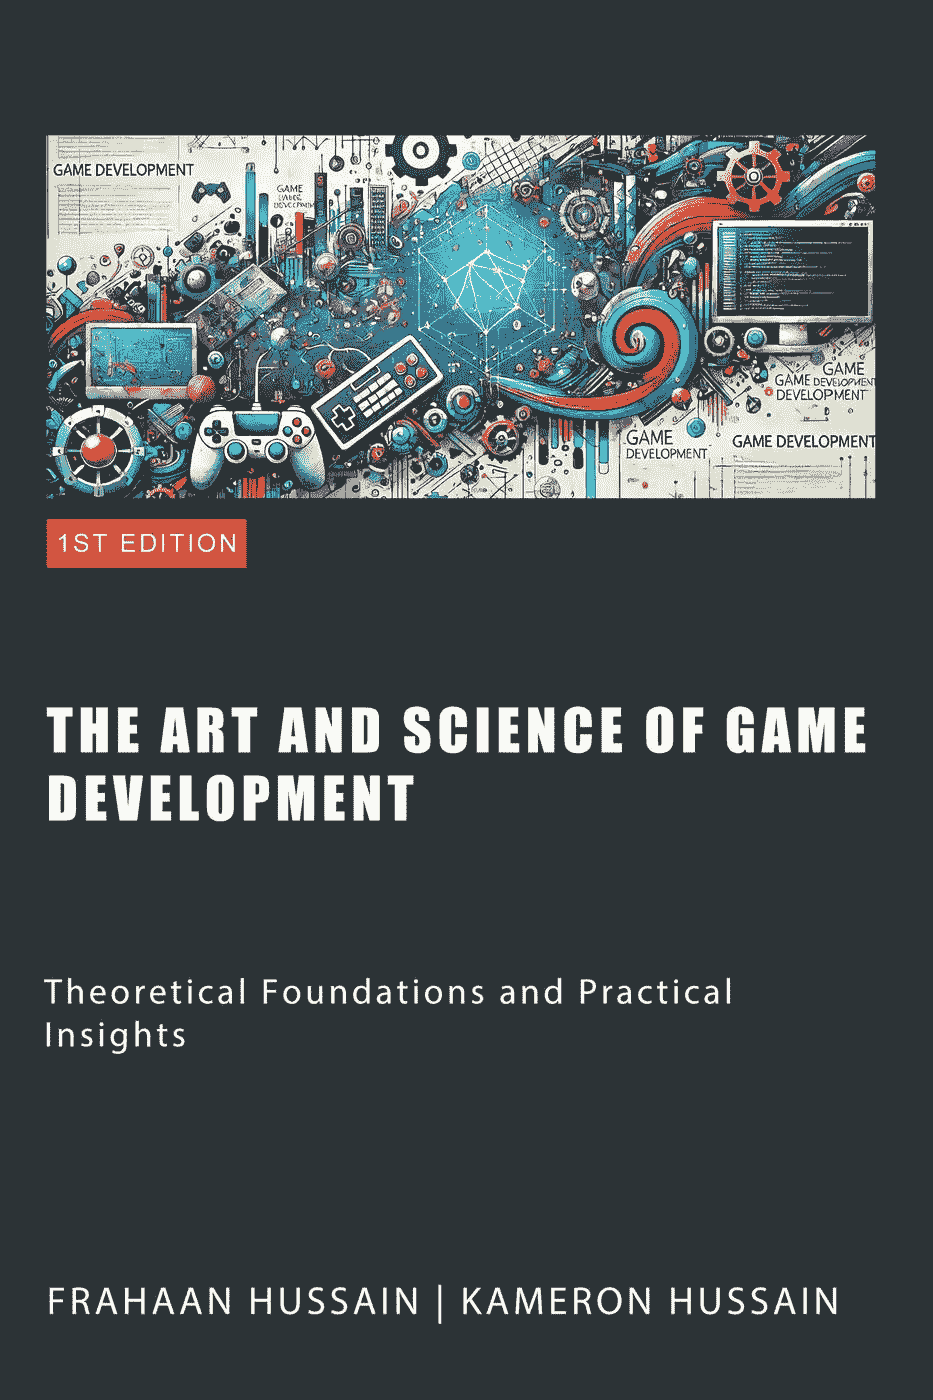 GAME DEVELOPMENT
GAME
GAME
GAME DEVELOPMENT
DEVELOPMENT
GAME
DEVELOPMENT
GAME DEVELOPMENT
1ST EDITION
THE ART AND SCIENCE OF GAME
DEVELOPMENT
Theoretical Foundations and Practical
Insights
FRAHAAN HUSSAIN | KAMERON HUSSAIN